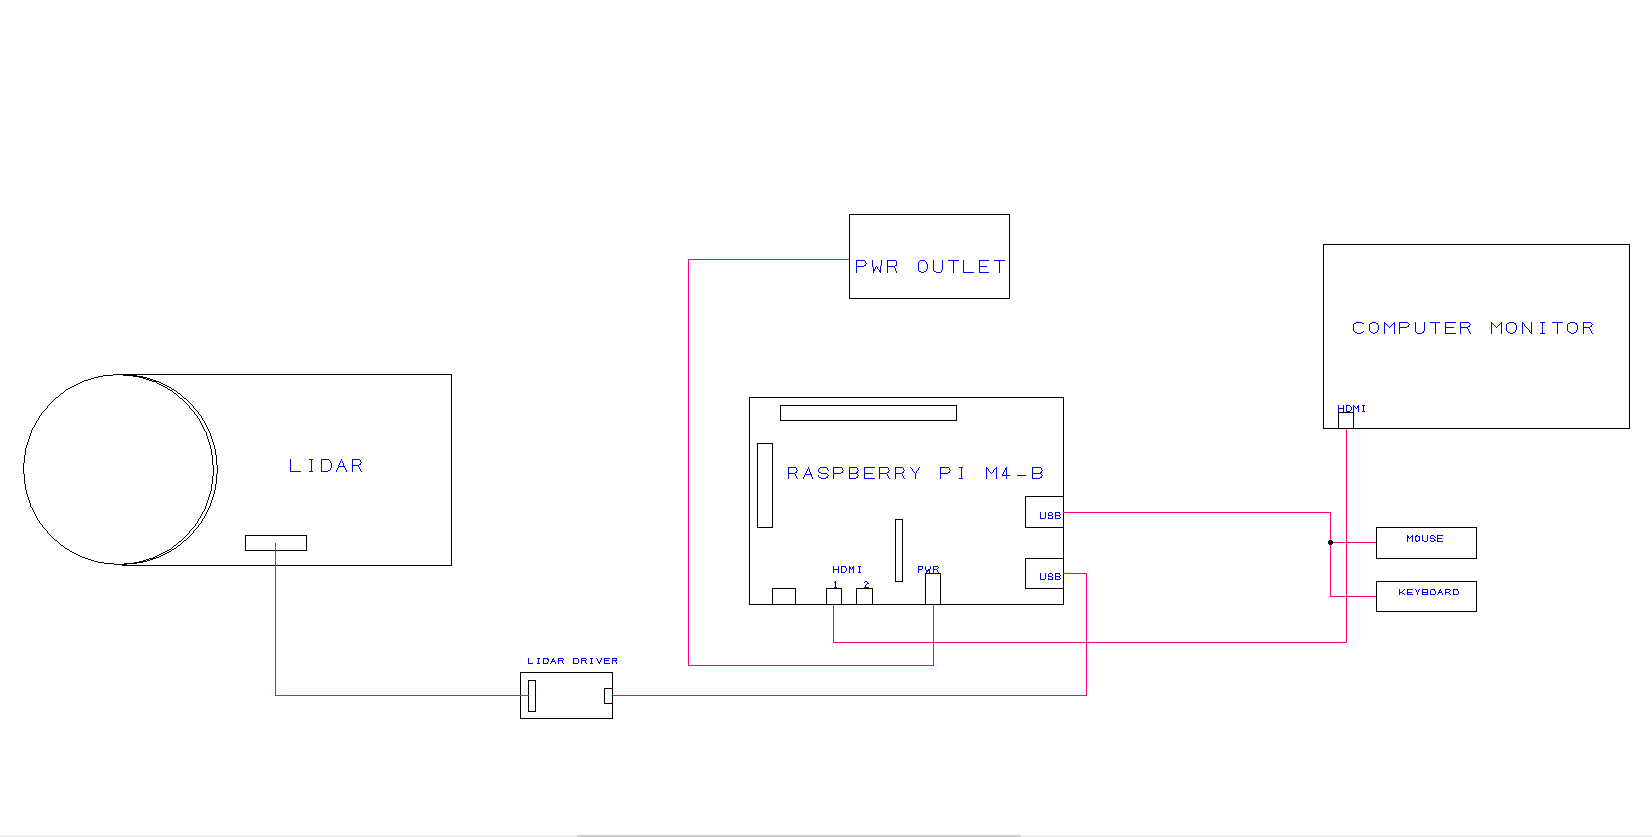 PWR OUTLET
COMPUTER MONITOR
HDMI
LIDAR
RASPBERRY PI M4-B
USB
MOUSE
HDMI
PWR
USB
1
2
KEYBOARD
LIDAR DRIVER